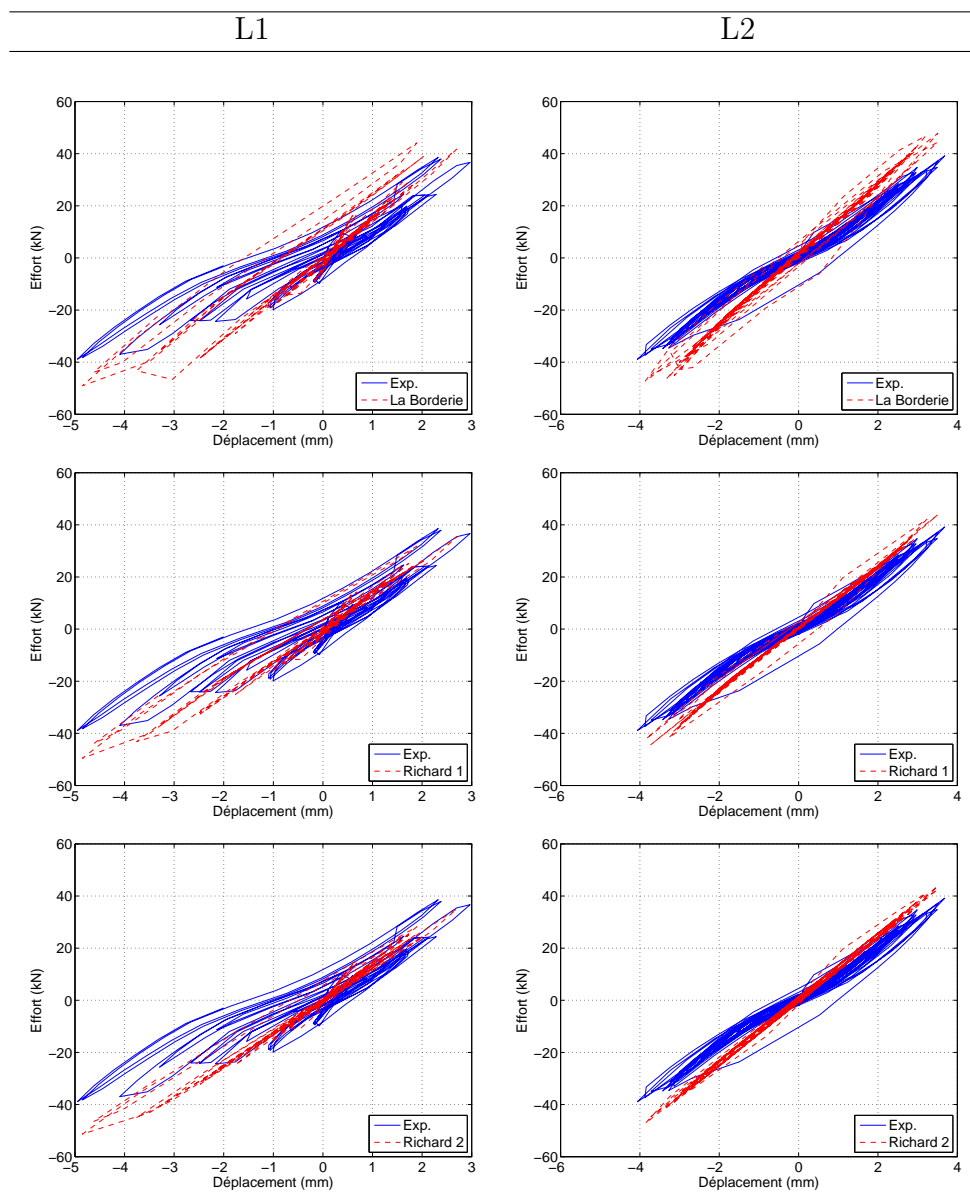 L1 L2
60
40
20
0
−20
−40
−60
Effort (kN)
−5 −4 −3 −2 −1 0 1 2 3
Déplacement (mm)
Exp.
La Borderie
60
40
20
0
−20
−40
−60
Effort (kN)
−6 −4 −2 0 2 4
Déplacement (mm)
Exp.
La Borderie
60
40
20
0
−20
−40
−60
Effort (kN)
−5 −4 −3 −2 −1 0 1 2 3
Déplacement (mm)
Exp.
Richard 1
60
40
20
0
−20
−40
−60
Effort (kN)
−6 −4 −2 0 2 4
Déplacement (mm)
Exp.
Richard 1
60
40
20
0
−20
−40
−60
Effort (kN)
−5 −4 −3 −2 −1 0 1 2 3
Déplacement (mm)
Exp.
Richard 2
60
40
20
0
−20
−40
−60
Effort (kN)
−6 −4 −2 0 2 4
Déplacement (mm)
Exp.
Richard 2